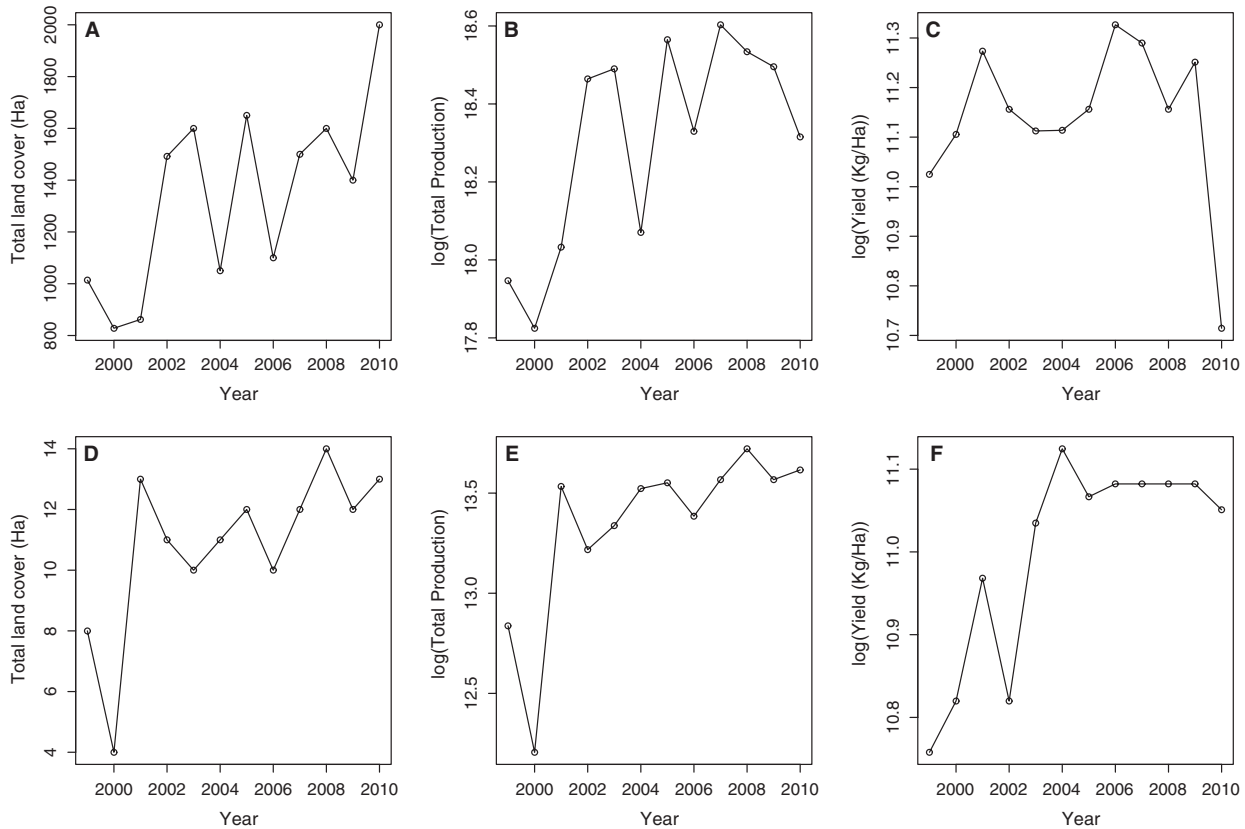 A
Total land cover (Ha)
2000
1800
1600
1400
1200
1000
800
2000 2002 2004 2006 2008 2010
Year
B
log(Total Production)
18.6
18.4
18.2
18.0
17.8
2000 2002 2004 2006 2008 2010
Year
C
log(Yield (Kg/Ha))
11.3
11.2
11.1
11.0
10.9
10.8
10.7
2000 2002 2004 2006 2008 2010
Year
D
Total land cover (Ha)
14
12
10
8
6
4
2000 2002 2004 2006 2008 2010
Year
E
log(Total Production)
13.5
13.0
12.5
2000 2002 2004 2006 2008 2010
Year
F
log(Yield (Kg/Ha))
11.1
11.0
10.9
10.8
2000 2002 2004 2006 2008 2010
Year